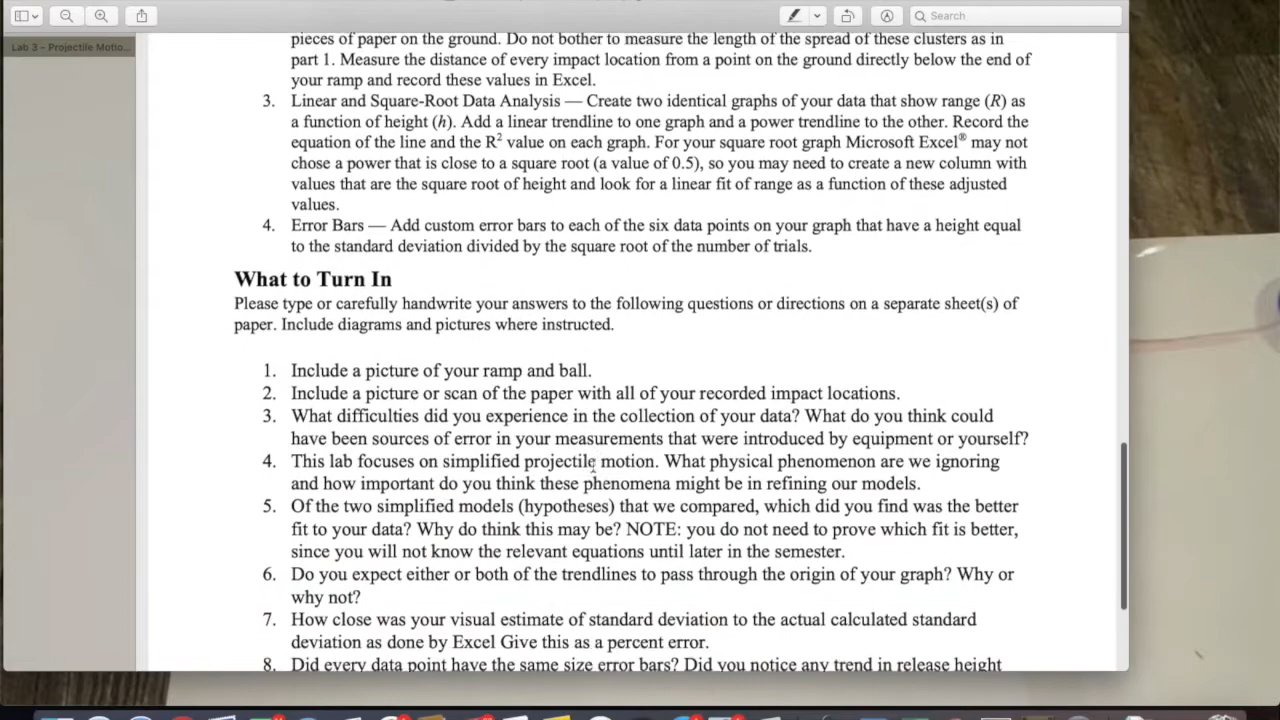 Search
Lab 3 - Projectile Motio...
pieces of paper on the ground. Do not bother to measure the length of the spread of these clusters as in
part 1. Measure the distance of every impact location from a point on the ground directly below the end of
your ramp and record these values in Excel.
3. Linear and Square-Root Data Analysis — Create two identical graphs of your data that show range (R) as
a function of height (h). Add a linear trendline to one graph and a power trendline to the other. Record the
equation of the line and the R² value on each graph. For your square root graph Microsoft Excel® may not
chose a power that is close to a square root (a value of 0.5), so you may need to create a new column with
values that are the square root of height and look for a linear fit of range as a function of these adjusted
values.
4. Error Bars — Add custom error bars to each of the six data points on your graph that have a height equal
to the standard deviation divided by the square root of the number of trials.
What to Turn In
Please type or carefully handwrite your answers to the following questions or directions on a separate sheet(s) of
paper. Include diagrams and pictures where instructed.
1. Include a picture of your ramp and ball.
2. Include a picture or scan of the paper with all of your recorded impact locations.
3. What difficulties did you experience in the collection of your data? What do you think could
have been sources of error in your measurements that were introduced by equipment or yourself?
4. This lab focuses on simplified projectile motion. What physical phenomenon are we ignoring
and how important do you think these phenomena might be in refining our models.
5. Of the two simplified models (hypotheses) that we compared, which did you find was the better
fit to your data? Why do think this may be? NOTE: you do not need to prove which fit is better,
since you will not know the relevant equations until later in the semester.
6. Do you expect either or both of the trendlines to pass through the origin of your graph? Why or
why not?
7. How close was your visual estimate of standard deviation to the actual calculated standard
deviation as done by Excel Give this as a percent error.
8. Did every data point have the same size error bars? Did you notice any trend in release height